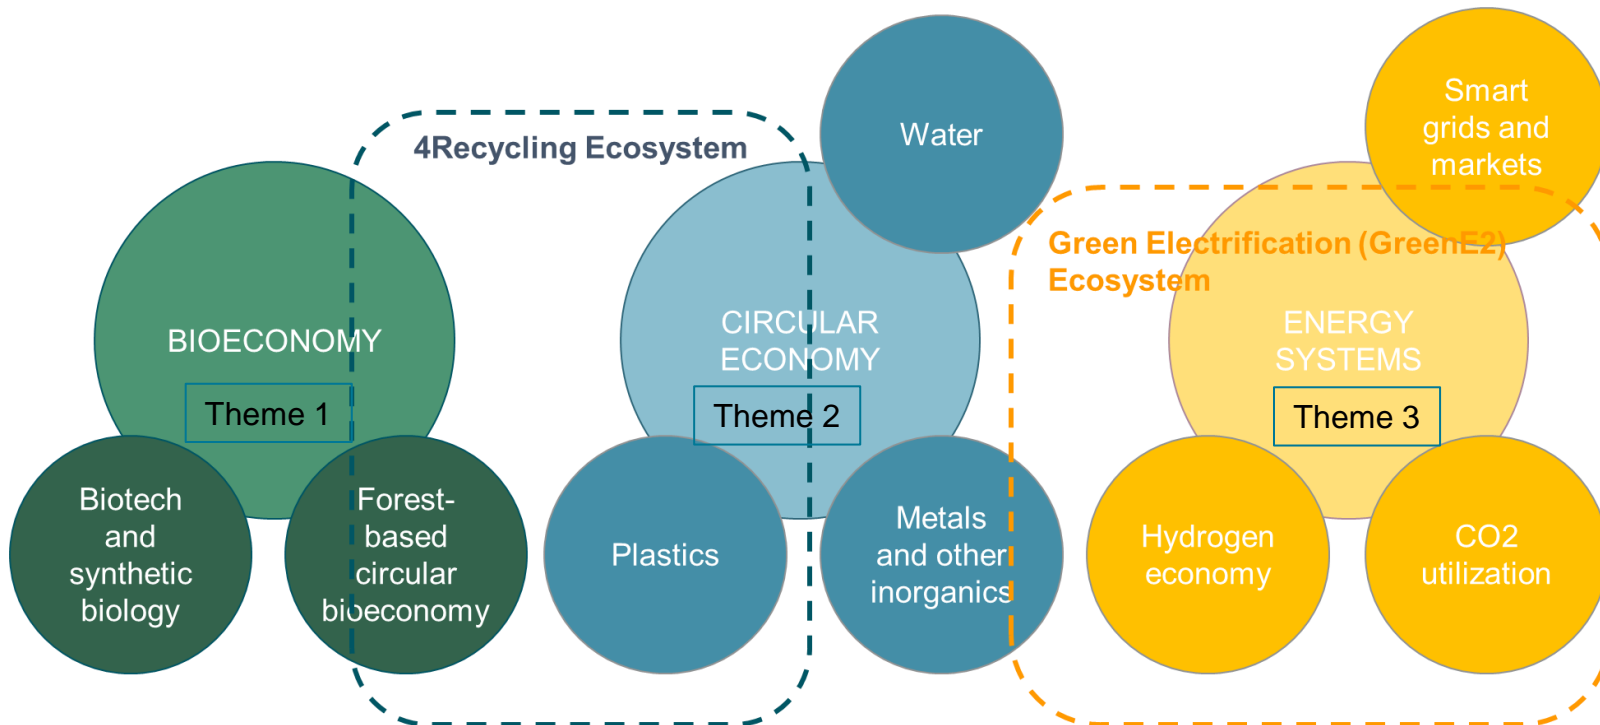 4Recycling Ecosystem
BIOECONOMY
Theme 1
Biotech
and
synthetic
biology
Forest-
based
circular
bioeconomy
Water
CIRCULAR
ECONOMY
Theme 2
Plastics
Metals
and other
inorganics
Smart
grids and
markets
Green Electrification (GreenE2)
Ecosystem
ENERGY
SYSTEMS
Theme 3
Hydrogen
economy
CO2
utilization